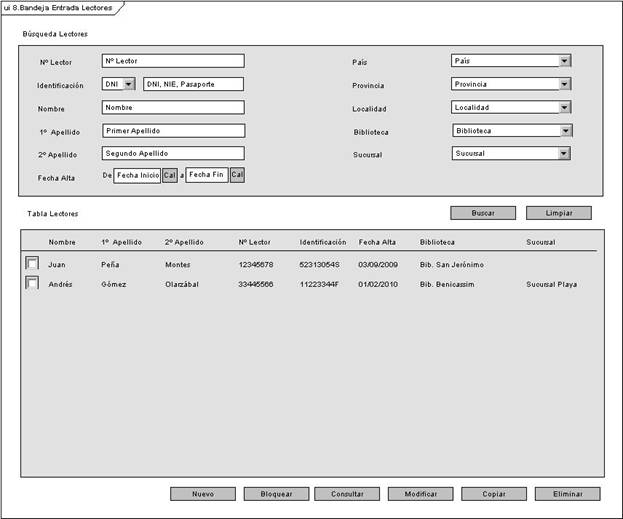 ui 8.Bandeja Entrada Lectores
Búsqueda Lectores
Nº Lector Nº Lector País País
Identificación DNI DNI, NIE, Pasaporte Provincia Provincia
Nombre Nombre Localidad Localidad
1º Apellido Primer Apellido Biblioteca Biblioteca
2º Apellido Segundo Apellido Sucursal Sucursal
Fecha Alta De Fecha Inicio Cal a Fecha Fin Cal
Tabla Lectores Buscar Limpiar
Nombre 1º Apellido 2º Apellido Nº Lector Identificación Fecha Alta Biblioteca Sucursal
Juan Peña Montes 12345678 52313054S 03/09/2009 Bib. San Jerónimo
Andrés Gómez Olarzábal 33445566 11223344F 01/02/2010 Bib. Benicassim Sucursal Playa
Nuevo Bloquear Consultar Modificar Copiar Eliminar